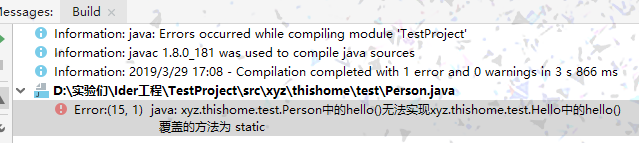 Messages: Build
Information: java: Errors occurred while compiling module 'TestProject'
Information: javac 1.8.0_181 was used to compile java sources
Information: 2019/3/29 17:08 - Compilation completed with 1 error and 0 warnings in 3 s 866 ms
D:\实验们\Ider工程\TestProject\src\xyz\thishome\test\Person.java
Error:(15, 1) java: xyz.thishome.test.Person中的hello()无法实现xyz.thishome.test.Hello中的hello()
覆盖的方法为 static